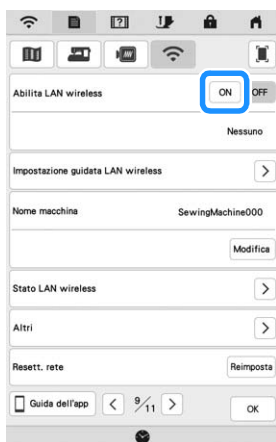 Abilita LAN wireless
ON OFF
Nessuno
Impostazione guidata LAN wireless
Nome macchina SewingMachine000
Modifica
Stato LAN wireless
Altri
Resett. rete Reimposta
Guida dell'app 9/11 OK